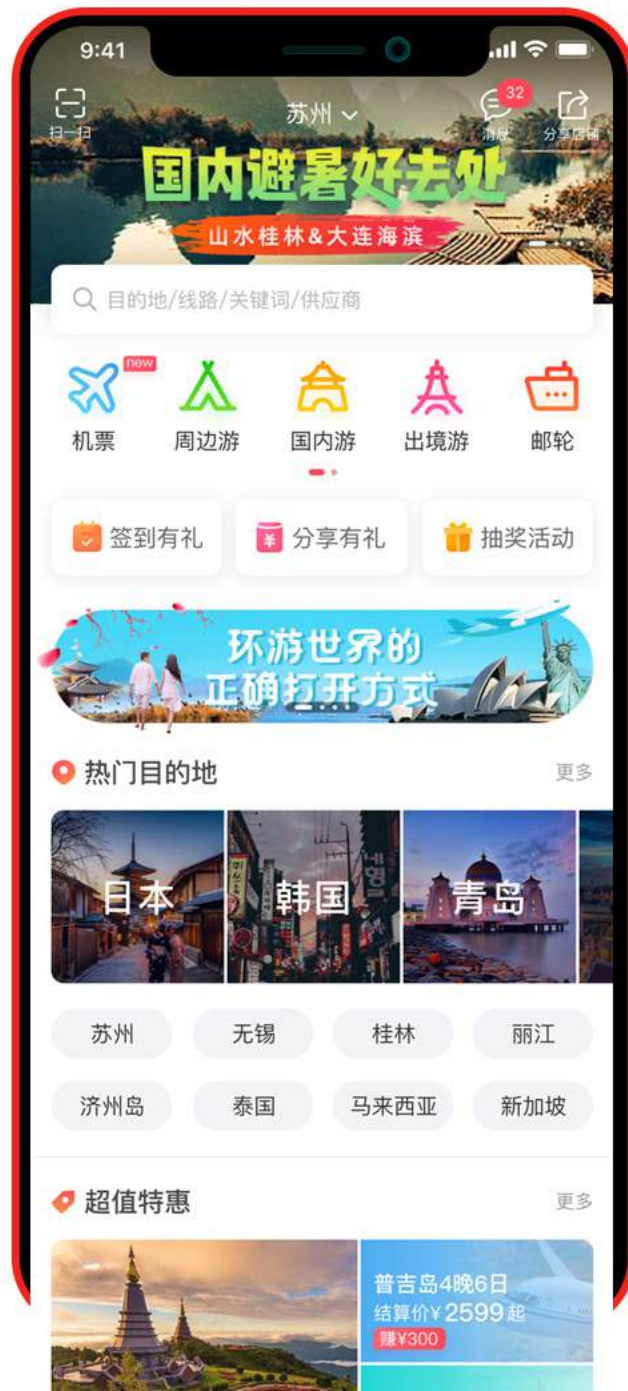 9:41
苏州
32
扫一扫
消息
分享店铺
国内避暑好去处
山水桂林&大连海滨
目的地/线路/关键词/供应商
new
机票
周边游
国内游
出境游
邮轮
签到有礼
¥
分享有礼
抽奖活动
环游世界的
正确打开方式
热门目的地
更多
日本
韩国
青岛
苏州
无锡
桂林
丽江
济州岛
泰国
马来西亚
新加坡
超值特惠
更多
普吉岛4晚6日
结算价¥2599起
赚¥300